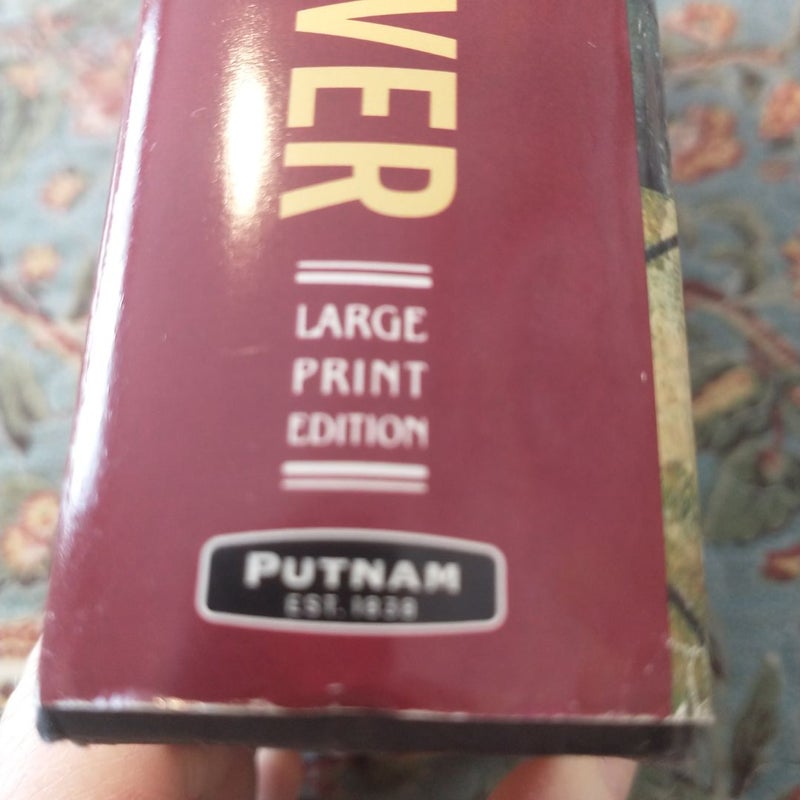 VER
LARGE
PRINT
EDITION
PUTNAM
EST. 1838